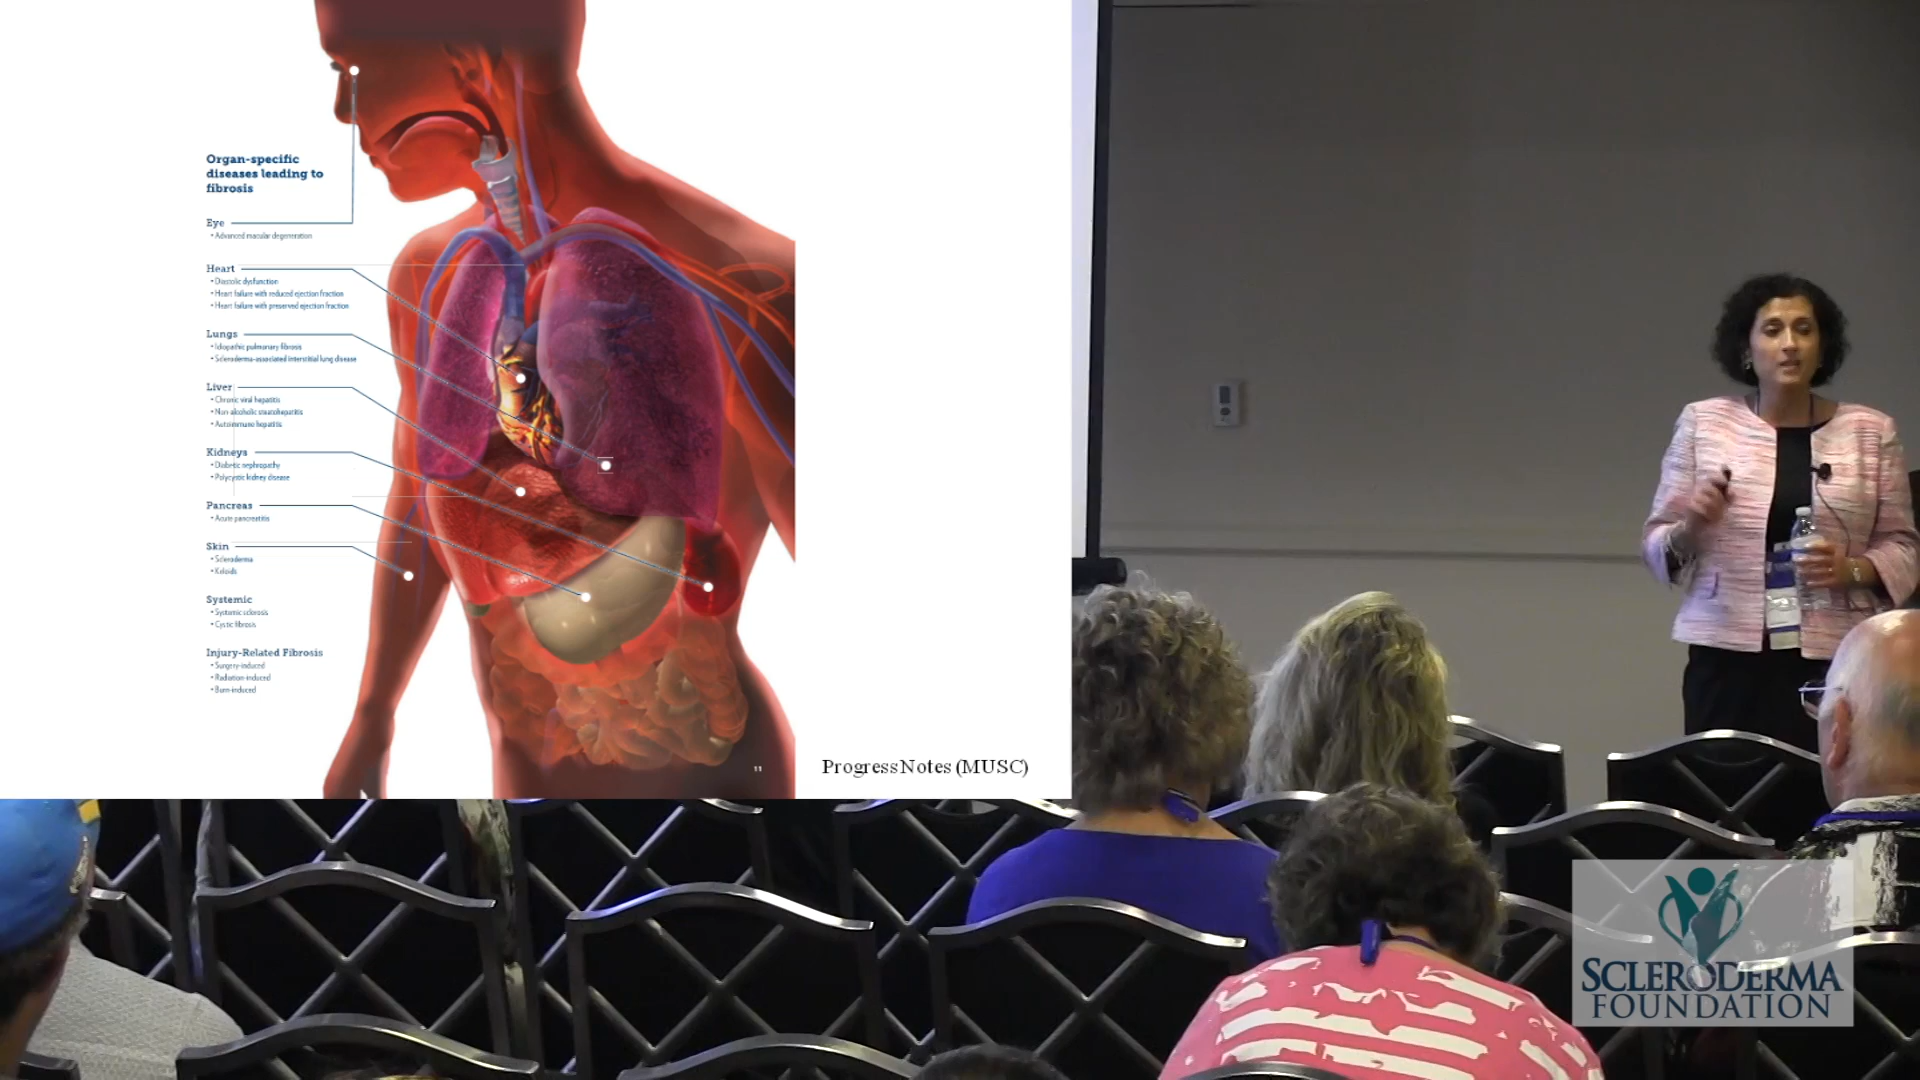 Organ-specific
diseases leading to
fibrosis
Eye
• Advanced macular degeneration
Heart
• Diastolic dysfunction
• Heart failure with reduced ejection fraction
• Heart failure with preserved ejection fraction
Lungs
• Idiopathic pulmonary fibrosis
• Scleroderma-associated interstitial lung disease
Liver
• Chronic viral hepatitis
• Non-alcoholic steatohepatitis
• Autoimmune hepatitis
Kidneys
• Diabetic nephropathy
• Polycystic kidney disease
Pancreas
• Acute pancreatitis
Skin
• Scleroderma
• Keloids
Systemic
• Systemic sclerosis
• Cystic fibrosis
Injury-Related Fibrosis
• Surgery-induced
• Radiation-induced
• Burn-induced
11
Progress Notes (MUSC)
SCLERODERMA
FOUNDATION